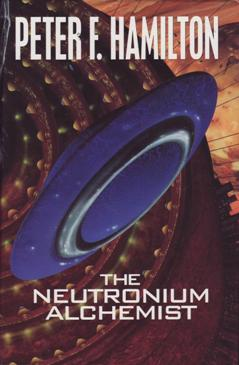 PETER F. HAMILTON
THE
NEUTRONIUM
ALCHEMIST